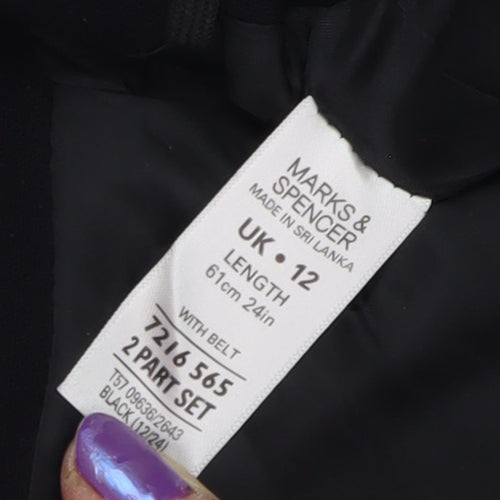 MARKS &
SPENCER
MADE IN SRI LANKA
UK • 12
LENGTH
61cm 24in
WITH BELT
7216 565
2 PART SET
T57 09636/2643
BLACK (12/24)